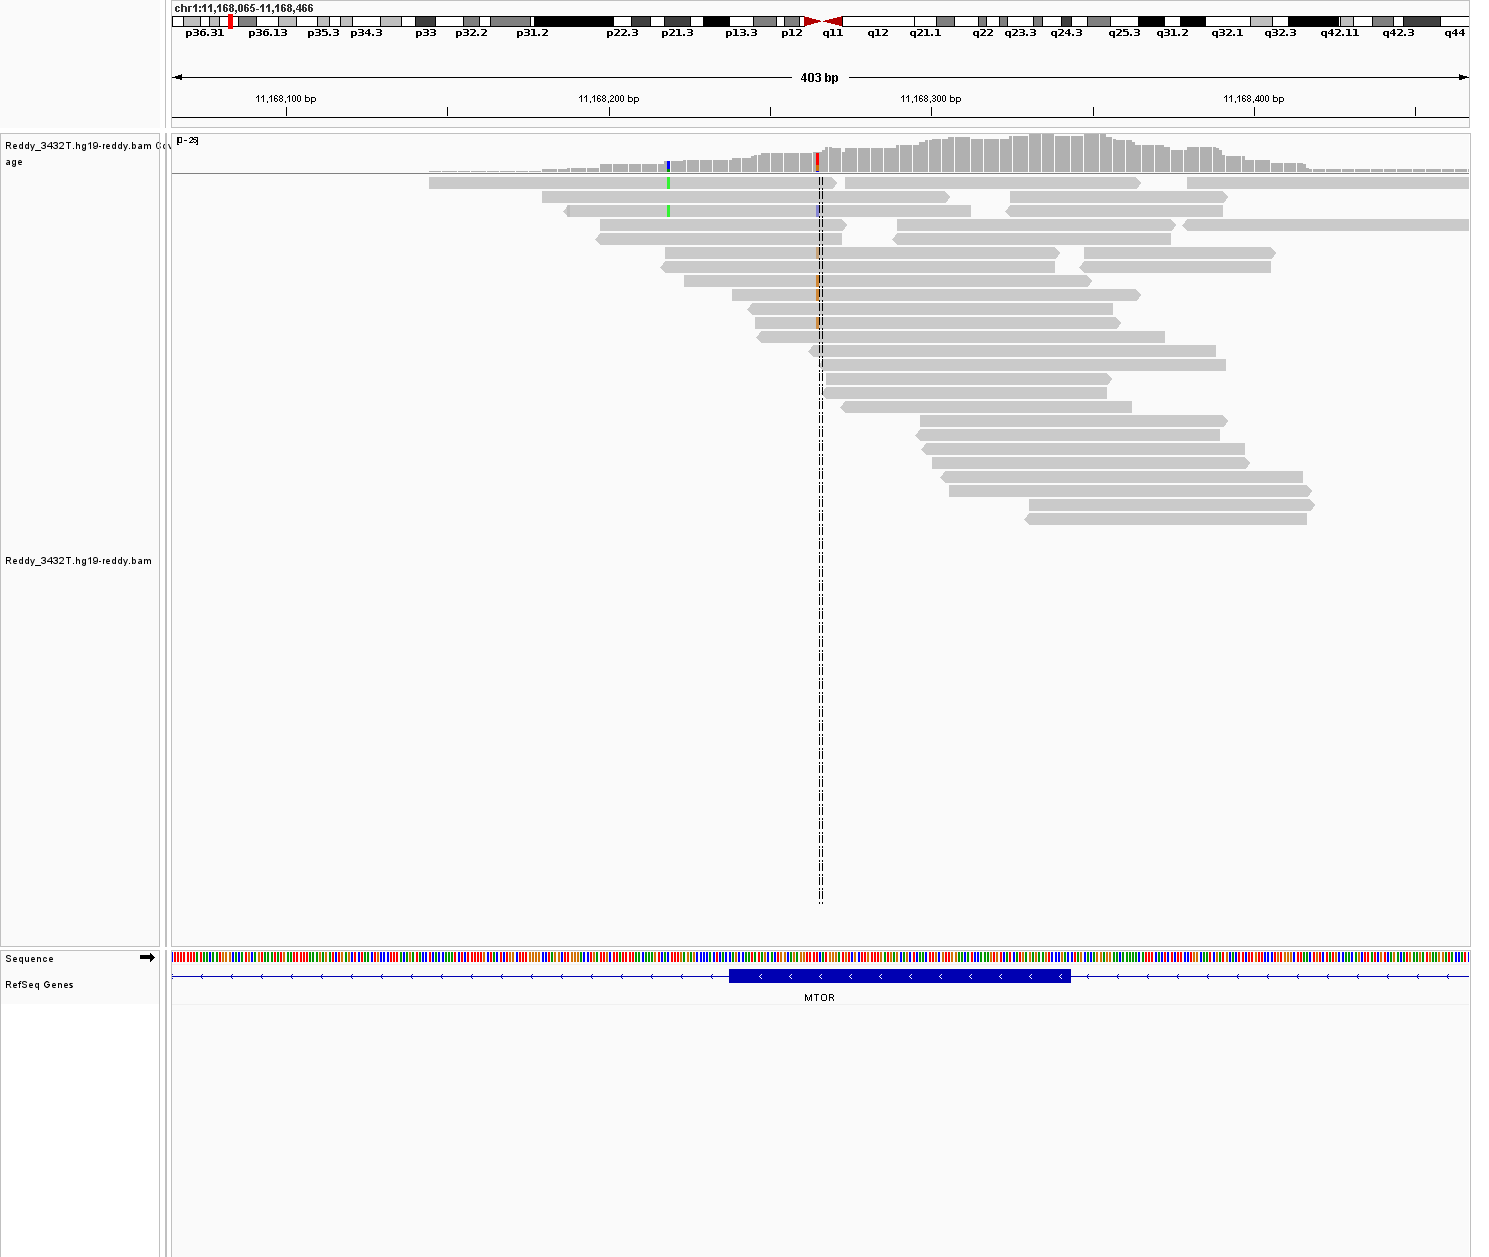 chr1:11,168,065-11,168,466
p36.31 p36.13 p35.3 p34.3 p33 p32.2 p31.2 p22.3 p21.3 p13.3 p12 q11 q12 q21.1 q22 q23.3 q24.3 q25.3 q31.2 q32.1 q32.3 q42.11 q42.3 q44
403 bp
11,168,100 bp 11,168,200 bp 11,168,300 bp 11,168,400 bp
Reddy_3432T.hg19-reddy.bam Cov
age
[0-25]
Reddy_3432T.hg19-reddy.bam
Sequence
RefSeq Genes
MTOR